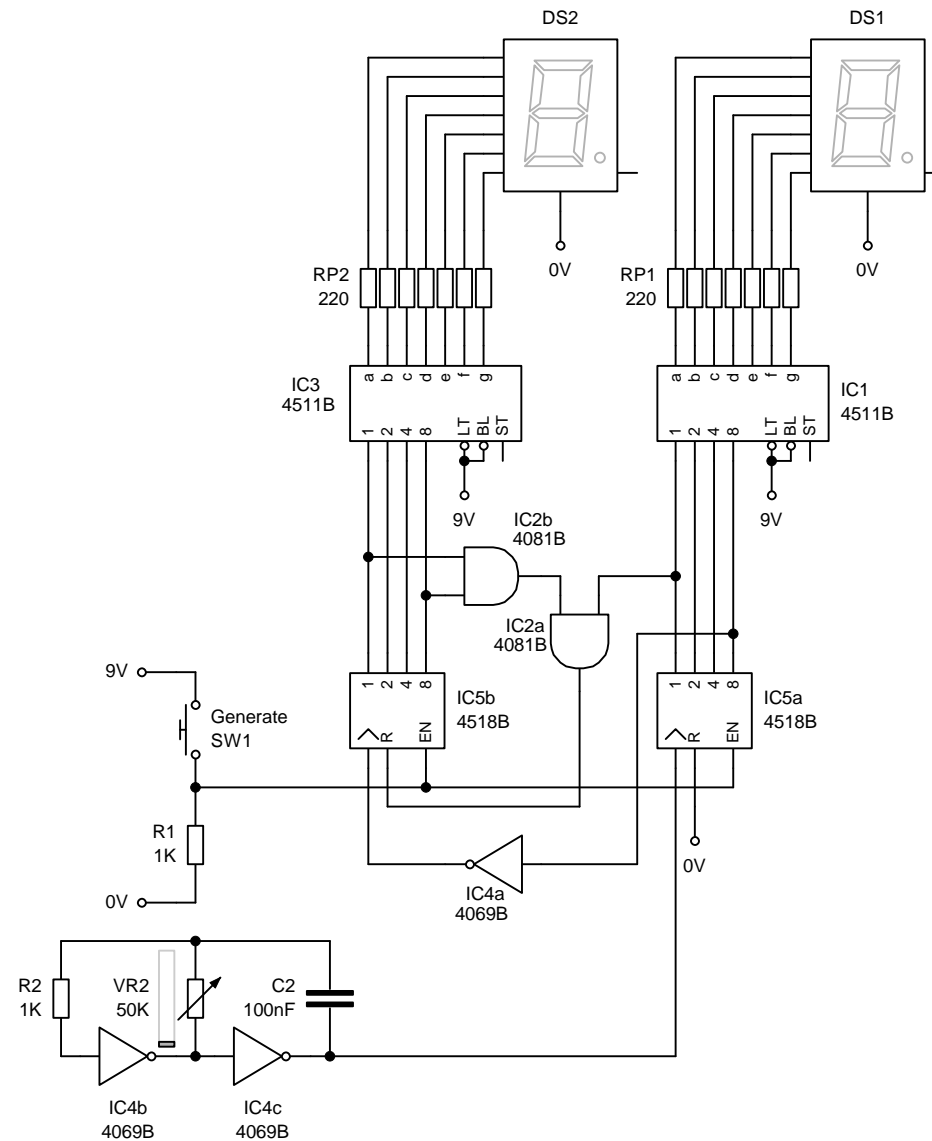 DS2
DS1
0V
0V
RP2
220
RP1
220
a b c d e f g
a b c d e f g
IC3
4511B
IC1
4511B
1 2 4 8 LT BL ST
1 2 4 8 LT BL ST
9V
9V
IC2b
4081B
IC2a
4081B
9V
1 2 4 8
1 2 4 8
IC5b
4518B
IC5a
4518B
Generate
SW1
R EN
R EN
R1
1K
0V
0V
IC4a
4069B
R2
1K
VR2
50K
C2
100nF
IC4b
4069B
IC4c
4069B